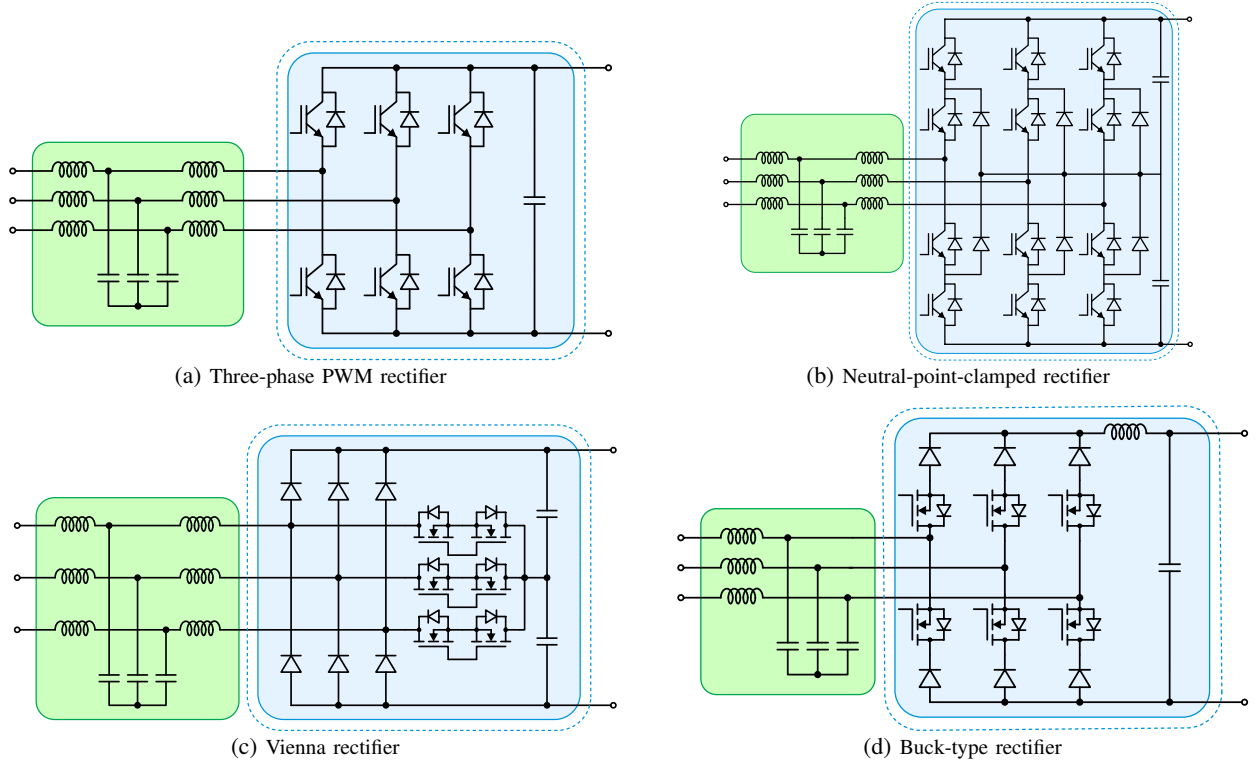 (a) Three-phase PWM rectifier
(b) Neutral-point-clamped rectifier
(c) Vienna rectifier
(d) Buck-type rectifier